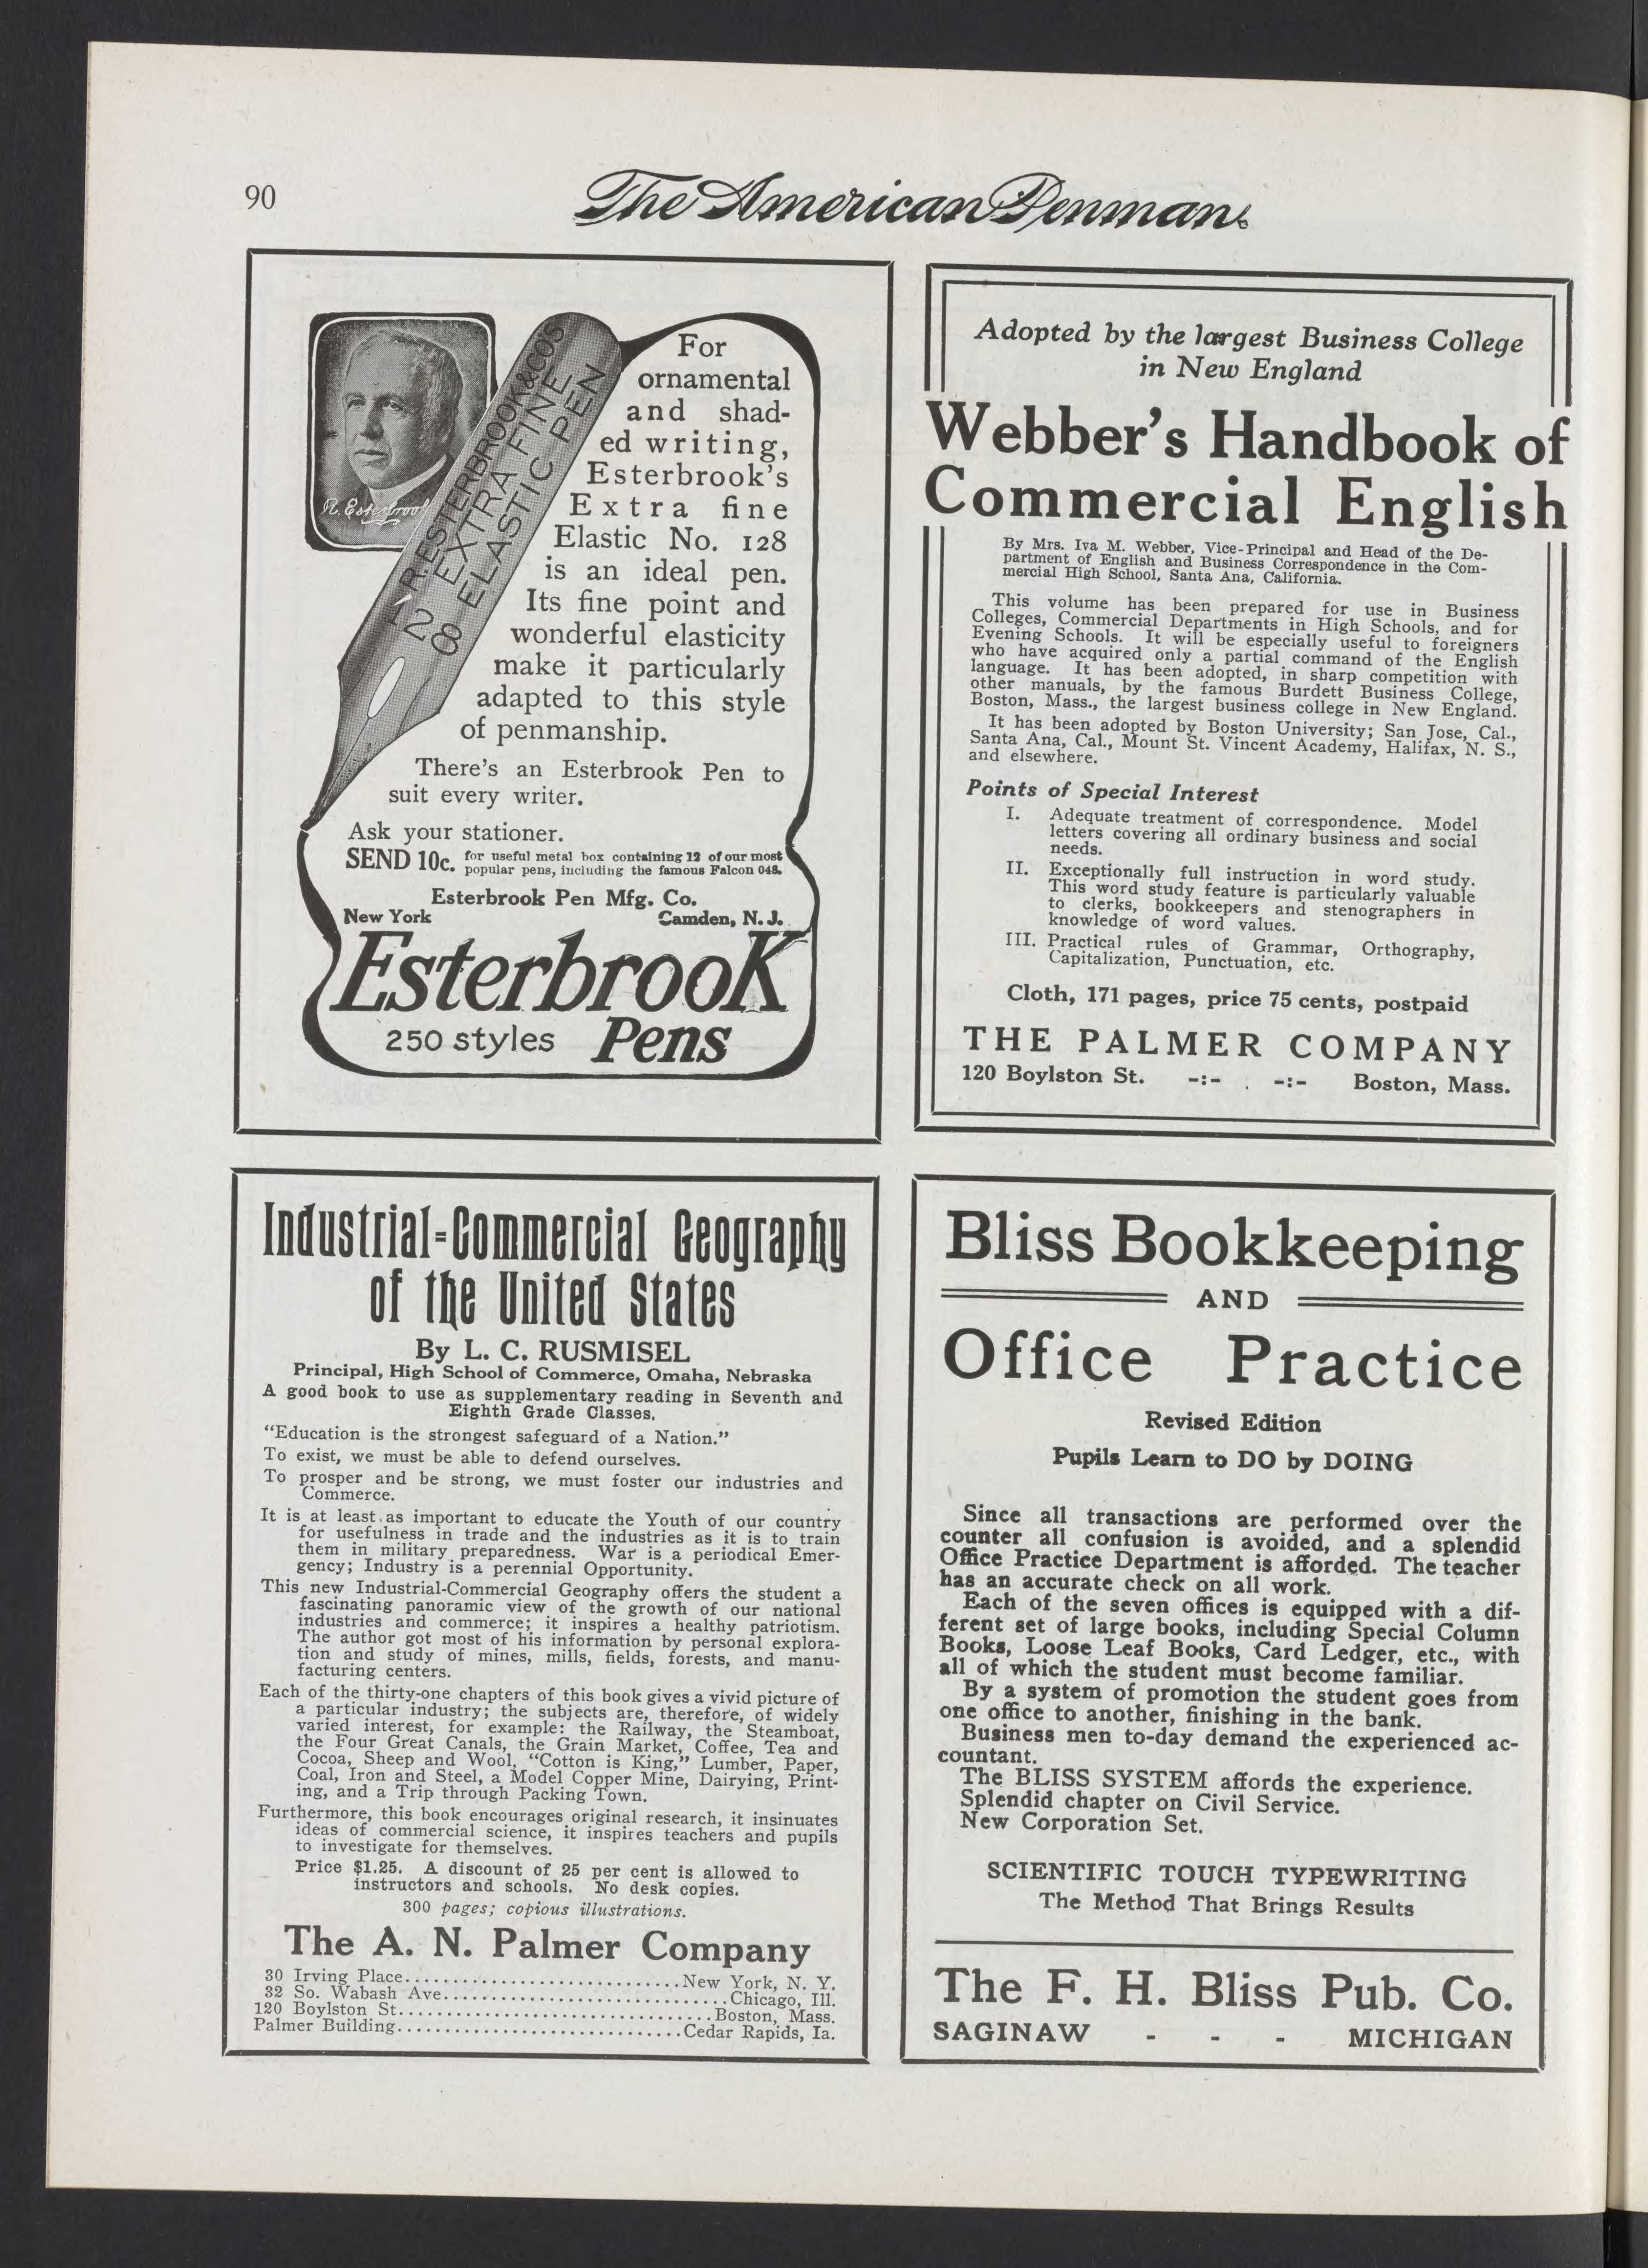 90
The American Penman.
R. Esterbrook
R. ESTERBROOK & CO'S
EXTRA FINE
ELASTIC PEN
128
For
ornamental
and shad-
ed writing,
Esterbrook's
Extra fine
Elastic No. 128
is an ideal pen.
Its fine point and
wonderful elasticity
make it particularly
adapted to this style
of penmanship.
There's an Esterbrook Pen to
suit every writer.
Ask your stationer.
SEND 10c. for useful metal box containing 12 of our most
popular pens, including the famous Falcon 048.
Esterbrook Pen Mfg. Co.
New York Camden, N. J.
Esterbrook
250 styles Pens
Adopted by the largest Business College
in New England
Webber's Handbook of
Commercial English
By Mrs. Iva M. Webber, Vice-Principal and Head of the De-
partment of English and Business Correspondence in the Com-
mercial High School, Santa Ana, California.
This volume has been prepared for use in Business
Colleges, Commercial Departments in High Schools, and for
Evening Schools. It will be especially useful to foreigners
who have acquired only a partial command of the English
language. It has been adopted, in sharp competition with
other manuals, by the famous Burdett Business College,
Boston, Mass., the largest business college in New England.
It has been adopted by Boston University; San Jose, Cal.,
Santa Ana, Cal., Mount St. Vincent Academy, Halifax, N. S.,
and elsewhere.
Points of Special Interest
I. Adequate treatment of correspondence. Model
letters covering all ordinary business and social
needs.
II. Exceptionally full instruction in word study.
This word study feature is particularly valuable
to clerks, bookkeepers and stenographers in
knowledge of word values.
III. Practical rules of Grammar, Orthography,
Capitalization, Punctuation, etc.
Cloth, 171 pages, price 75 cents, postpaid
THE PALMER COMPANY
120 Boylston St. -:- -:- Boston, Mass.
Industrial=Commercial Geography
of the United States
By L. C. RUSMISEL
Principal, High School of Commerce, Omaha, Nebraska
A good book to use as supplementary reading in Seventh and
Eighth Grade Classes.
"Education is the strongest safeguard of a Nation."
To exist, we must be able to defend ourselves.
To prosper and be strong, we must foster our industries and
Commerce.
It is at least as important to educate the Youth of our country
for usefulness in trade and the industries as it is to train
them in military preparedness. War is a periodical Emer-
gency; Industry is a perennial Opportunity.
This new Industrial-Commercial Geography offers the student a
fascinating panoramic view of the growth of our national
industries and commerce; it inspires a healthy patriotism.
The author got most of his information by personal explora-
tion and study of mines, mills, fields, forests, and manu-
facturing centers.
Each of the thirty-one chapters of this book gives a vivid picture of
a particular industry; the subjects are, therefore, of widely
varied interest, for example: the Railway, the Steamboat,
the Four Great Canals, the Grain Market, Coffee, Tea and
Cocoa, Sheep and Wool, "Cotton is King," Lumber, Paper,
Coal, Iron and Steel, a Model Copper Mine, Dairying, Print-
ing, and a Trip through Packing Town.
Furthermore, this book encourages original research, it insinuates
ideas of commercial science, it inspires teachers and pupils
to investigate for themselves.
Price $1.25. A discount of 25 per cent is allowed to
instructors and schools. No desk copies.
300 pages; copious illustrations.
The A. N. Palmer Company
30 Irving Place.............................New York, N. Y.
32 So. Wabash Ave..............................Chicago, Ill.
120 Boylston St.................................Boston, Mass.
Palmer Building..............................Cedar Rapids, Ia.
Bliss Bookkeeping
AND
Office Practice
Revised Edition
Pupils Learn to DO by DOING
Since all transactions are performed over the
counter all confusion is avoided, and a splendid
Office Practice Department is afforded. The teacher
has an accurate check on all work.
Each of the seven offices is equipped with a dif-
ferent set of large books, including Special Column
Books, Loose Leaf Books, Card Ledger, etc., with
all of which the student must become familiar.
By a system of promotion the student goes from
one office to another, finishing in the bank.
Business men to-day demand the experienced ac-
countant.
The BLISS SYSTEM affords the experience.
Splendid chapter on Civil Service.
New Corporation Set.
SCIENTIFIC TOUCH TYPEWRITING
The Method That Brings Results
The F. H. Bliss Pub. Co.
SAGINAW - - - MICHIGAN